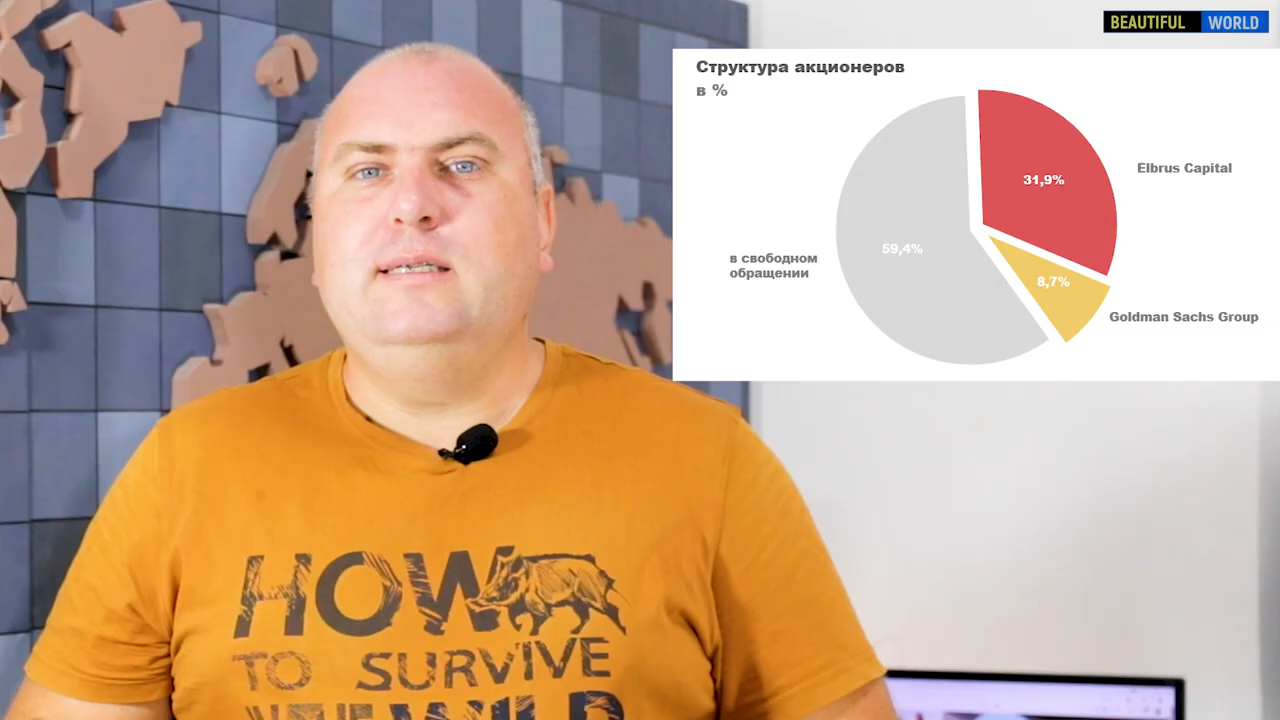 BEAUTIFUL WORLD
Структура акционеров
в %
31,9%
Elbrus Capital
59,4%
в свободном
обращении
8,7%
Goldman Sachs Group
HOW
TO SURVIVE
WILD